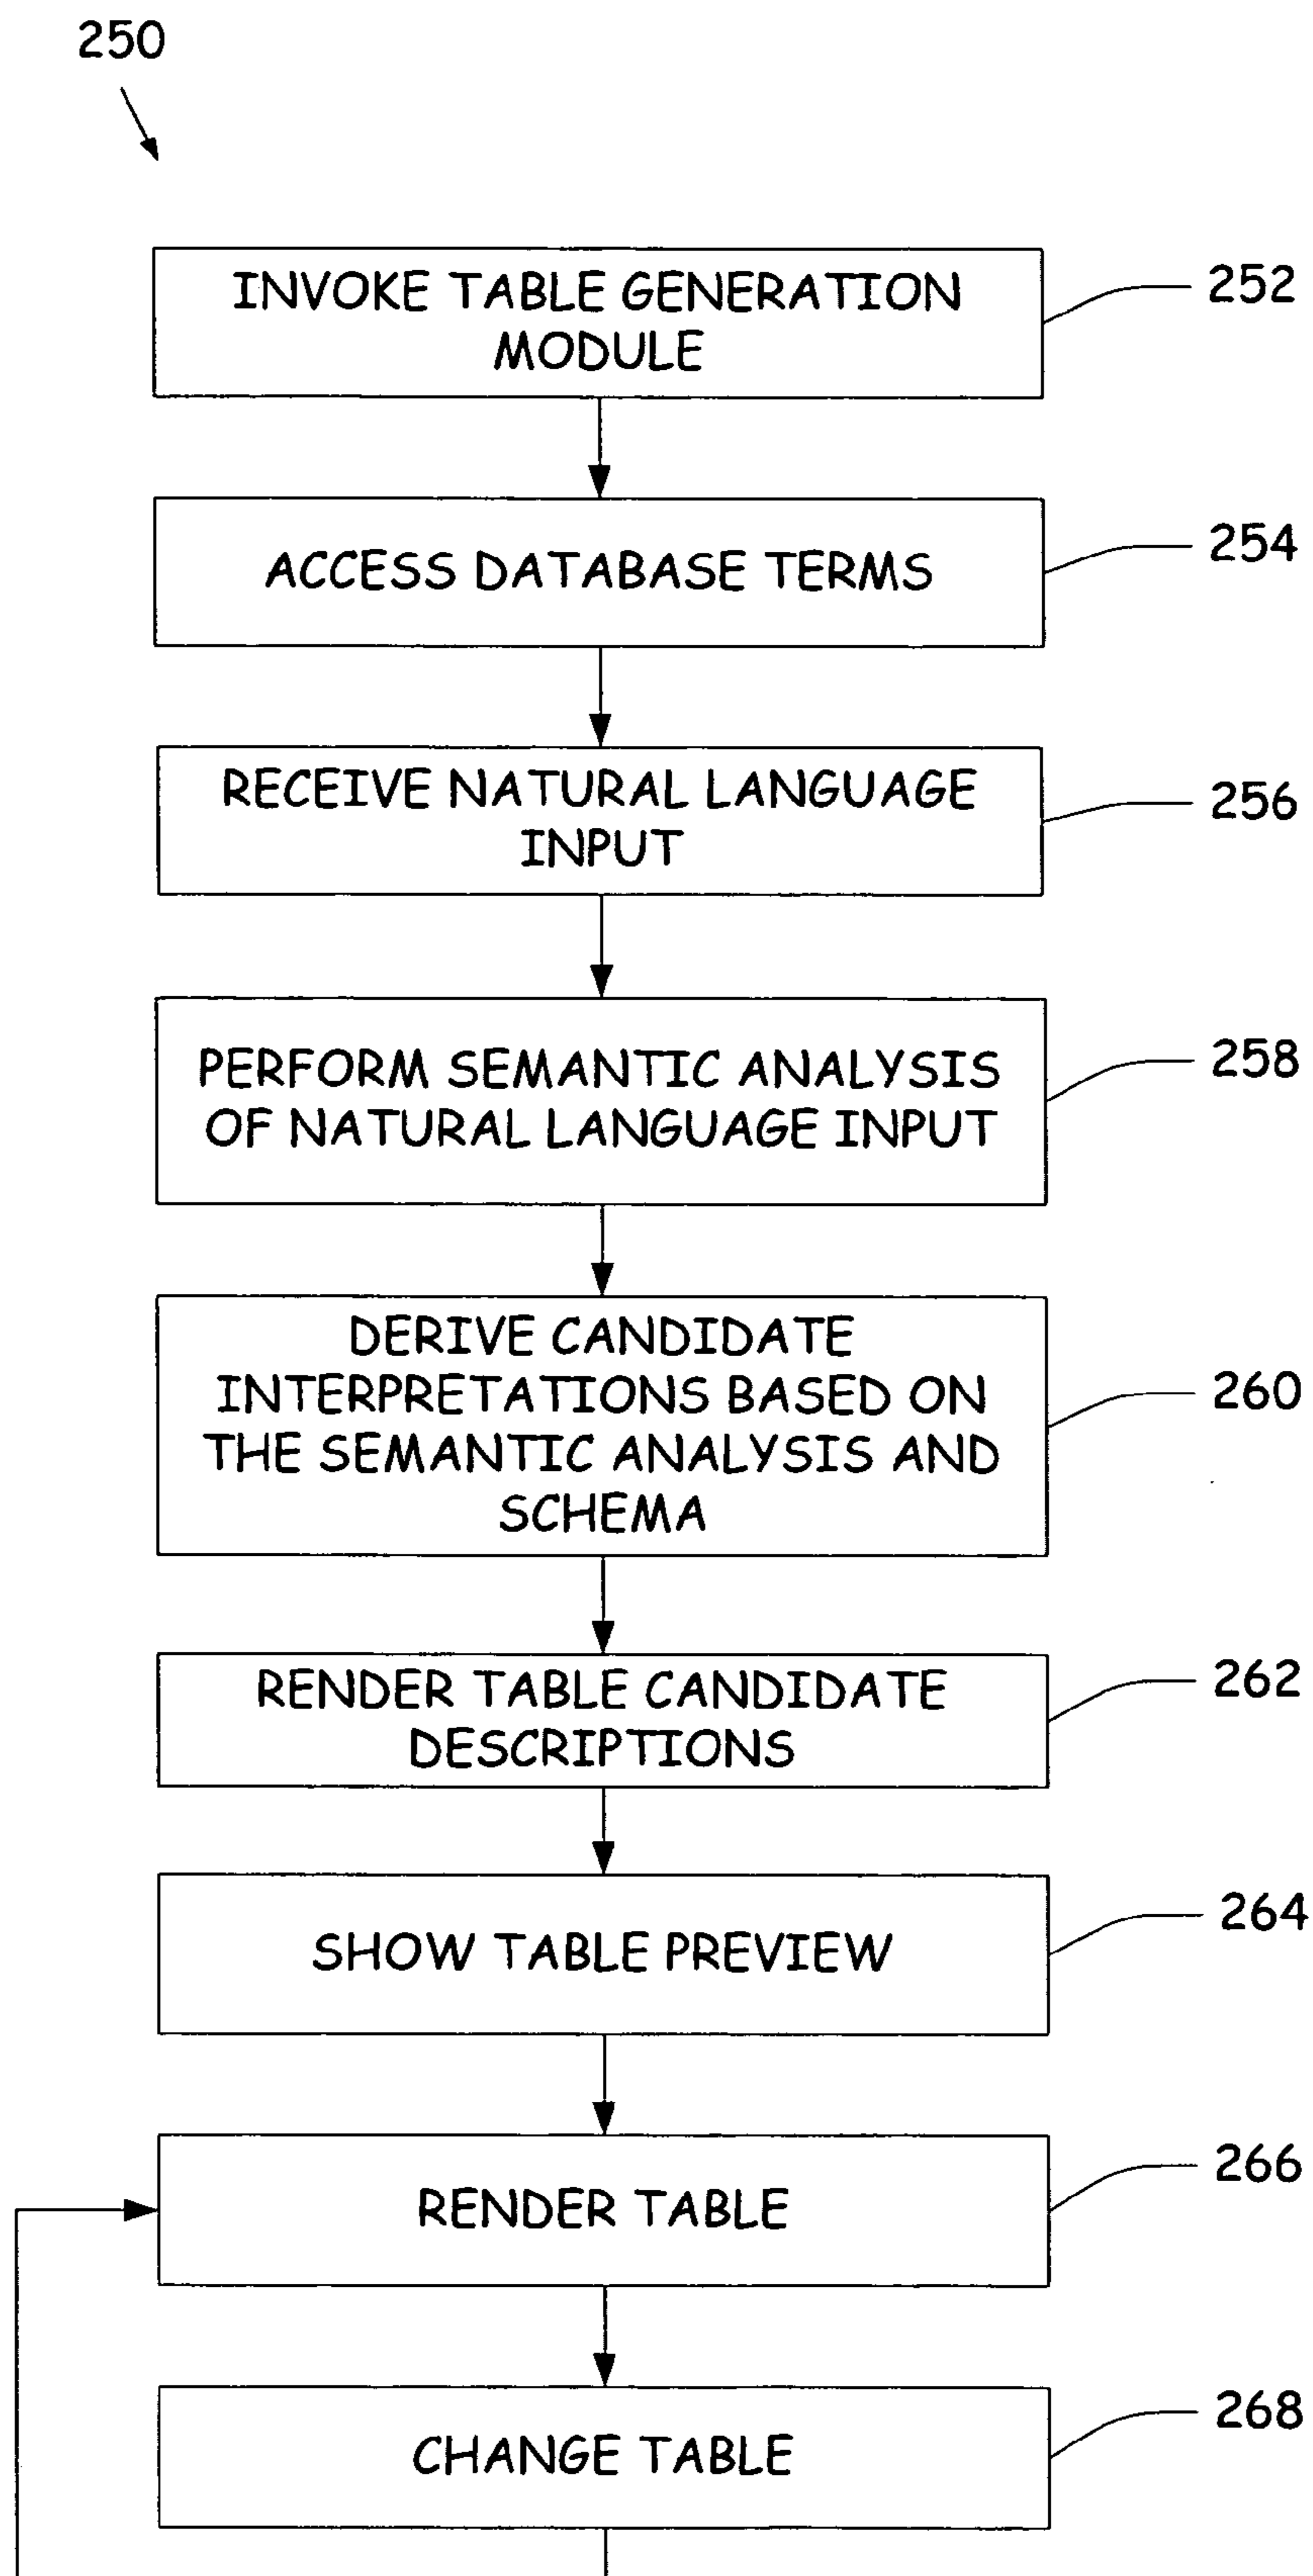 250
INVOKE TABLE GENERATION
MODULE
252
ACCESS DATABASE TERMS
254
RECEIVE NATURAL LANGUAGE
INPUT
256
PERFORM SEMANTIC ANALYSIS
OF NATURAL LANGUAGE INPUT
258
DERIVE CANDIDATE
INTERPRETATIONS BASED ON
THE SEMANTIC ANALYSIS AND
SCHEMA
260
RENDER TABLE CANDIDATE
DESCRIPTIONS
262
SHOW TABLE PREVIEW
264
RENDER TABLE
266
CHANGE TABLE
268